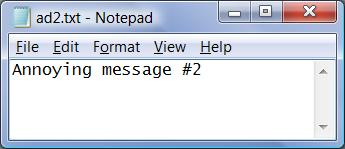 ad2.txt - Notepad
File Edit Format View Help
Annoying message #2